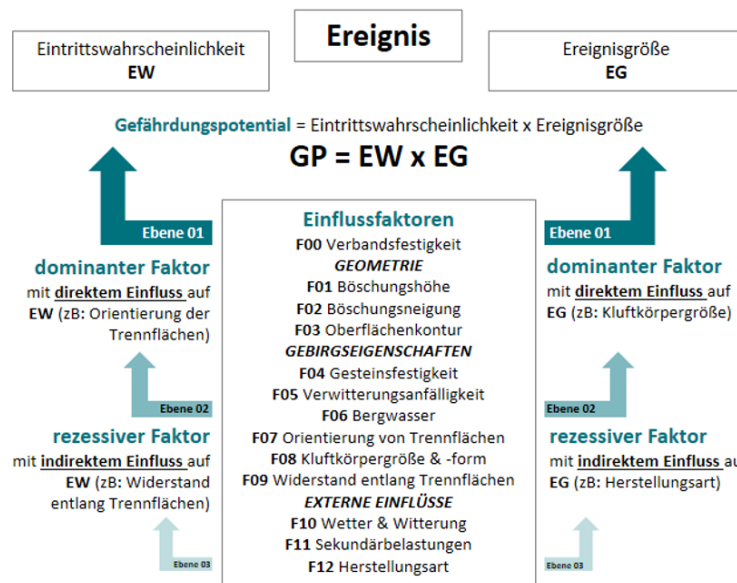 Eintrittswahrscheinlichkeit
EW
Ereignis
Ereignisgröße
EG
Gefährdungspotential = Eintrittswahrscheinlichkeit x Ereignisgröße
GP = EW x EG
Ebene 01
dominanter Faktor
mit direktem Einfluss auf
EW (zB: Orientierung der
Trennflächen)
Ebene 02
rezessiver Faktor
mit indirektem Einfluss auf
EW (zB: Widerstand
entlang Trennflächen)
Ebene 03
Einflussfaktoren
F00 Verbandsfestigkeit
GEOMETRIE
F01 Böschungshöhe
F02 Böschungsneigung
F03 Oberflächenkontur
GEBIRGSEIGENSCHAFTEN
F04 Gesteinsfestigkeit
F05 Verwitterungsanfälligkeit
F06 Bergwasser
F07 Orientierung von Trennflächen
F08 Kluftkörpergröße & -form
F09 Widerstand entlang Trennflächen
EXTERNE EINFLÜSSE
F10 Wetter & Witterung
F11 Sekundärbelastungen
F12 Herstellungsart
Ebene 01
dominanter Faktor
mit direktem Einfluss auf
EG (zB: Kluftkörpergröße)
Ebene 02
rezessiver Faktor
mit indirektem Einfluss au
EG (zB: Herstellungsart)
Ebene 03